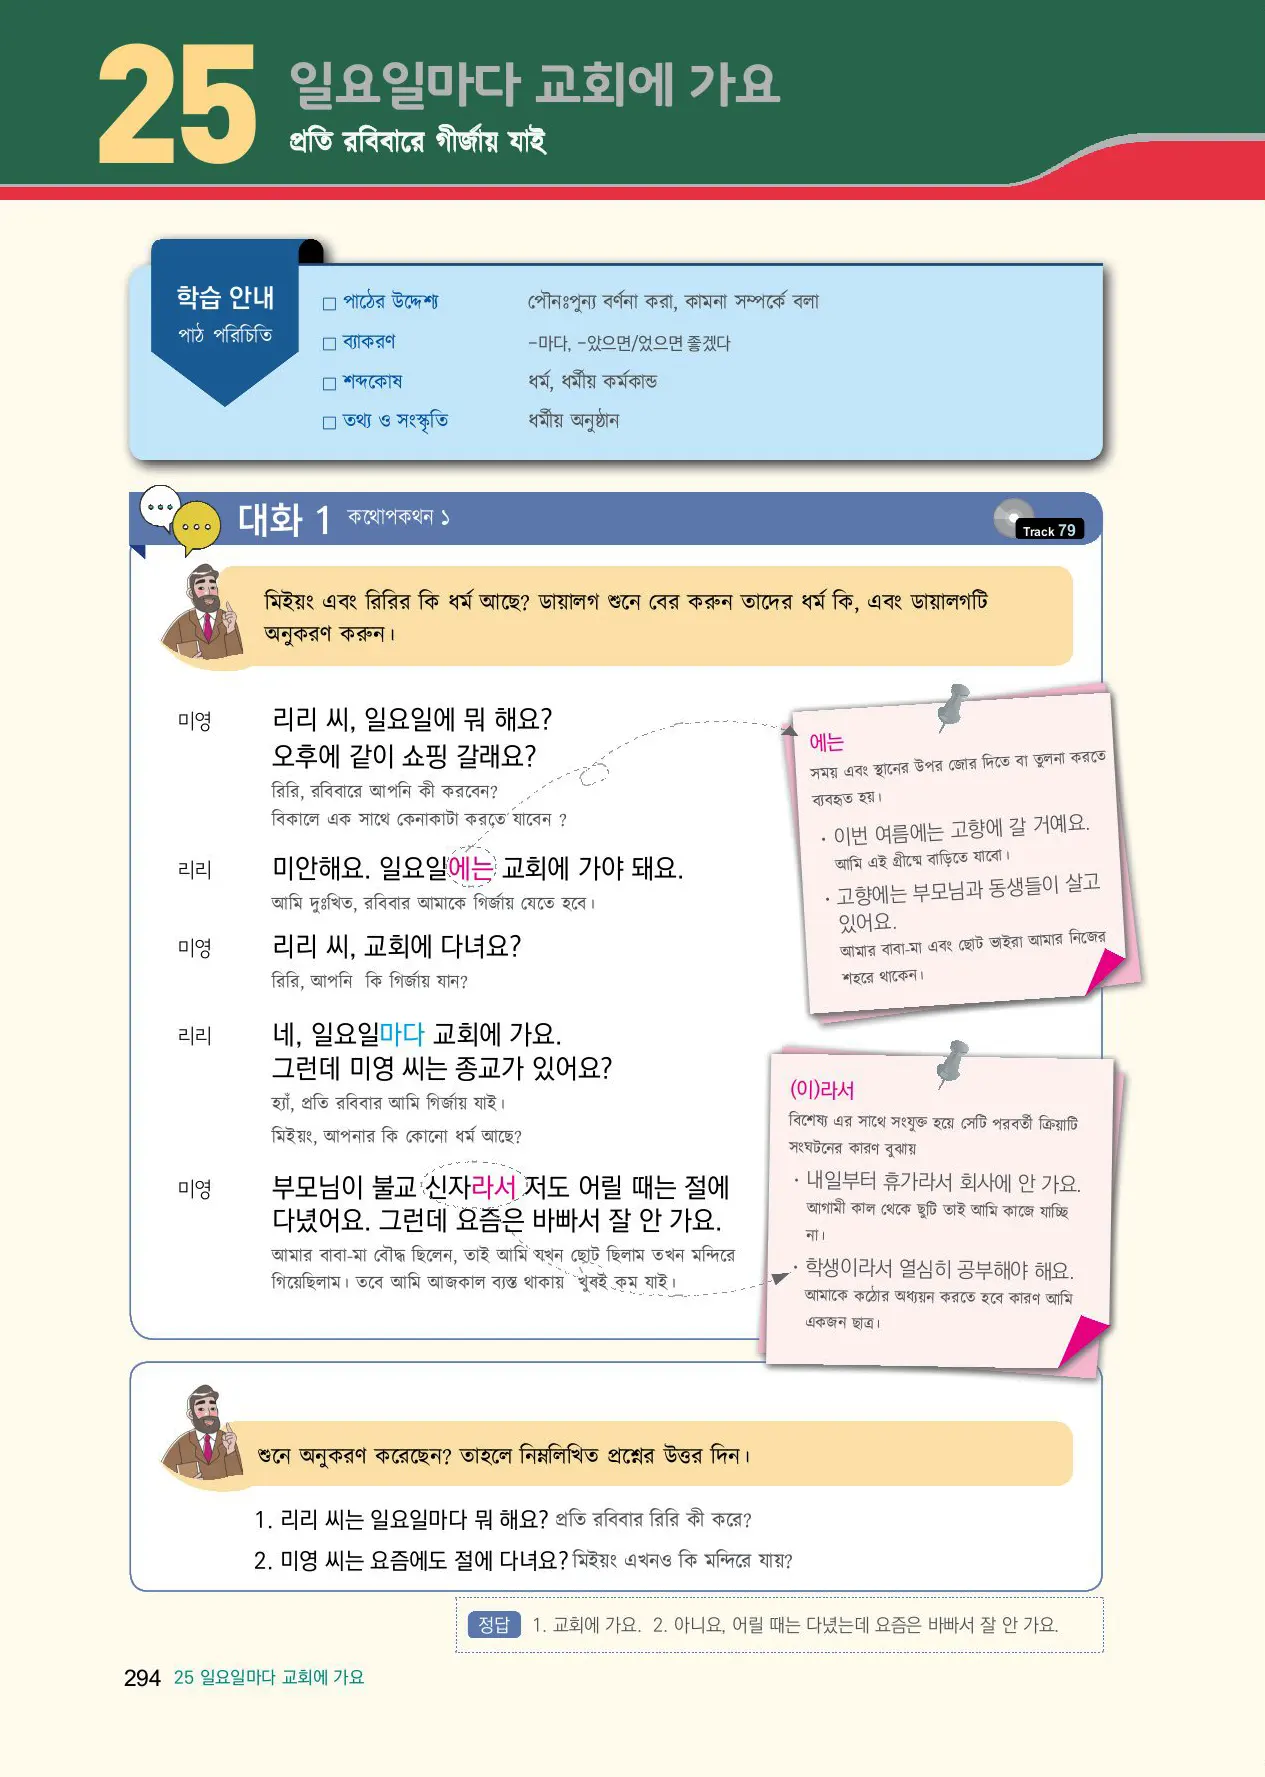 25
일요일마다 교회에 가요
প্রতি রবিবারে গীর্জায় যাই
학습 안내
পাঠ পরিচিতি
□ পাঠের উদ্দেশ্য পৌনঃপুন্য বর্ণনা করা, কামনা সম্পর্কে বলা
□ ব্যাকরণ -마다, -았으면/었으면 좋겠다
□ শব্দকোষ ধর্ম, ধর্মীয় কর্মকান্ড
□ তথ্য ও সংস্কৃতি ধর্মীয় অনুষ্ঠান
대화 1 কথোপকথন ১
Track 79
মিইয়ং এবং রিরির কি ধর্ম আছে? ডায়ালগ শুনে বের করুন তাদের ধর্ম কি, এবং ডায়ালগটি
অনুকরণ করুন।
미영 리리 씨, 일요일에 뭐 해요?
오후에 같이 쇼핑 갈래요?
রিরি, রবিবারে আপনি কী করবেন?
বিকালে এক সাথে কেনাকাটা করতে যাবেন ?
리리 미안해요. 일요일에는 교회에 가야 돼요.
আমি দুঃখিত, রবিবার আমাকে গির্জায় যেতে হবে।
미영 리리 씨, 교회에 다녀요?
রিরি, আপনি কি গির্জায় যান?
리리 네, 일요일마다 교회에 가요.
그런데 미영 씨는 종교가 있어요?
হ্যাঁ, প্রতি রবিবার আমি গির্জায় যাই।
মিইয়ং, আপনার কি কোনো ধর্ম আছে?
미영 부모님이 불교 신자라서 저도 어릴 때는 절에
다녔어요. 그런데 요즘은 바빠서 잘 안 가요.
আমার বাবা-মা বৌদ্ধ ছিলেন, তাই আমি যখন ছোট ছিলাম তখন মন্দিরে
গিয়েছিলাম। তবে আমি আজকাল ব্যস্ত থাকায় খুবই কম যাই।
에는
সময় এবং স্থানের উপর জোর দিতে বা তুলনা করতে
ব্যবহৃত হয়।
· 이번 여름에는 고향에 갈 거예요.
আমি এই গ্রীষ্মে বাড়িতে যাবো।
· 고향에는 부모님과 동생들이 살고
있어요.
আমার বাবা-মা এবং ছোট ভাইরা আমার নিজের
শহরে থাকেন।
(이)라서
বিশেষ্য এর সাথে সংযুক্ত হয়ে সেটি পরবর্তী ক্রিয়াটি
সংঘটনের কারণ বুঝায়
· 내일부터 휴가라서 회사에 안 가요.
আগামী কাল থেকে ছুটি তাই আমি কাজে যাচ্ছি
না।
· 학생이라서 열심히 공부해야 해요.
আমাকে কঠোর অধ্যয়ন করতে হবে কারণ আমি
একজন ছাত্র।
শুনে অনুকরণ করেছেন? তাহলে নিম্নলিখিত প্রশ্নের উত্তর দিন।
1. 리리 씨는 일요일마다 뭐 해요? প্রতি রবিবার রিরি কী করে?
2. 미영 씨는 요즘에도 절에 다녀요? মিইয়ং এখনও কি মন্দিরে যায়?
정답 1. 교회에 가요. 2. 아니요, 어릴 때는 다녔는데 요즘은 바빠서 잘 안 가요.
294 25 일요일마다 교회에 가요